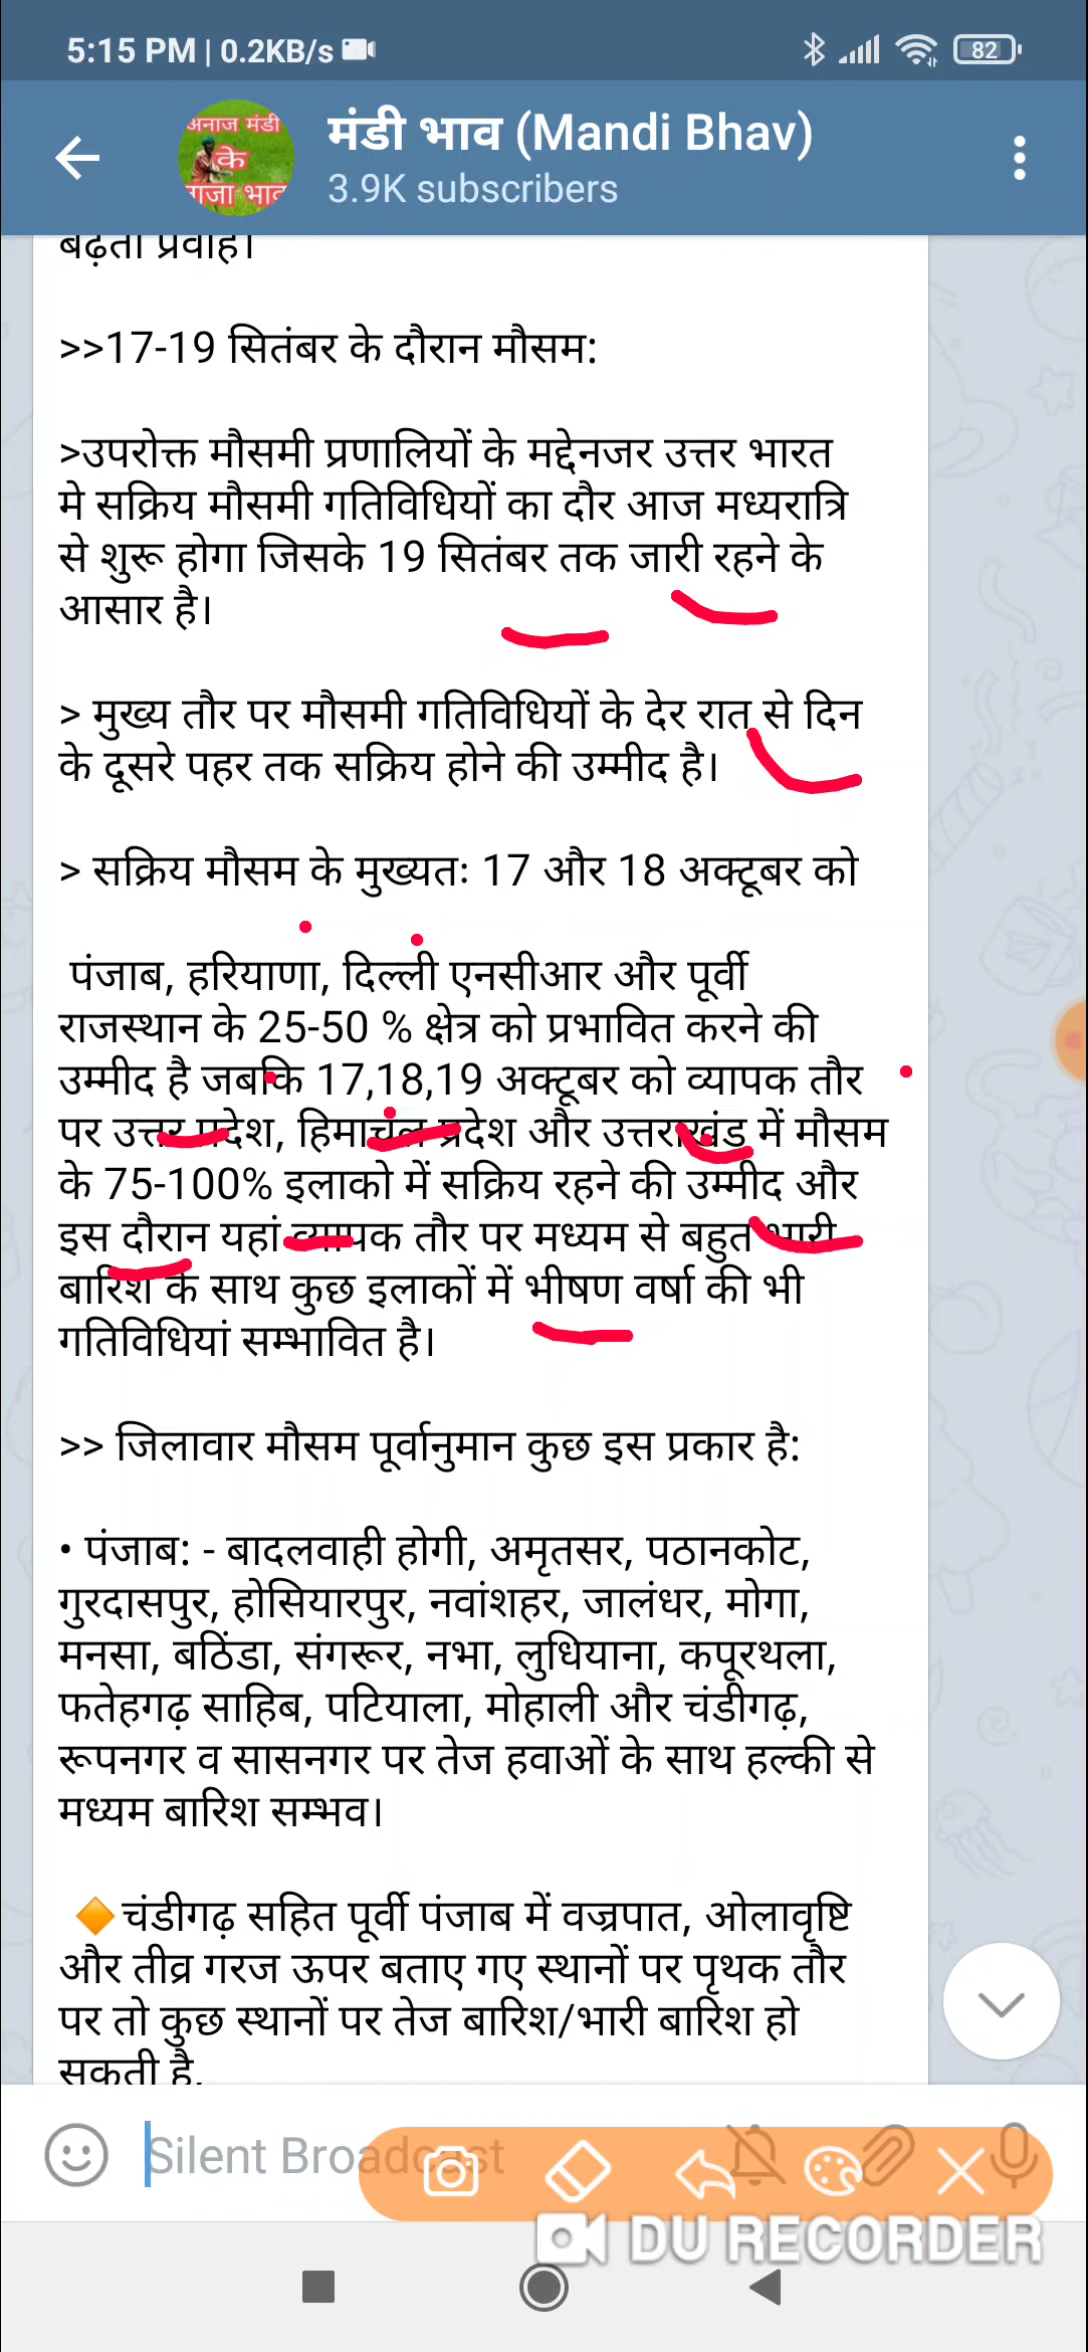 5:15 PM | 0.2KB/s
82
अनाज मंडी
के
मंडी भाव (Mandi Bhav)
3.9K subscribers
बढ़ता प्रवाह।
>>17-19 सितंबर के दौरान मौसम:
>उपरोक्त मौसमी प्रणालियों के मद्देनजर उत्तर भारत
मे सक्रिय मौसमी गतिविधियों का दौर आज मध्यरात्रि
से शुरू होगा जिसके 19 सितंबर तक जारी रहने के
आसार है।
> मुख्य तौर पर मौसमी गतिविधियों के देर रात से दिन
के दूसरे पहर तक सक्रिय होने की उम्मीद है।
> सक्रिय मौसम के मुख्यतः 17 और 18 अक्टूबर को
पंजाब, हरियाणा, दिल्ली एनसीआर और पूर्वी
राजस्थान के 25-50 % क्षेत्र को प्रभावित करने की
उम्मीद है जबकि 17,18,19 अक्टूबर को व्यापक तौर
पर उत्तर प्रदेश, हिमाचल प्रदेश और उत्तराखंड में मौसम
के 75-100% इलाको में सक्रिय रहने की उम्मीद और
इस दौरान यहां व्यापक तौर पर मध्यम से बहुत भारी
बारिश के साथ कुछ इलाकों में भीषण वर्षा की भी
गतिविधियां सम्भावित है।
>> जिलावार मौसम पूर्वानुमान कुछ इस प्रकार है:
• पंजाब: - बादलवाही होगी, अमृतसर, पठानकोट,
गुरदासपुर, होसियारपुर, नवांशहर, जालंधर, मोगा,
मनसा, बठिंडा, संगरूर, नभा, लुधियाना, कपूरथला,
फतेहगढ़ साहिब, पटियाला, मोहाली और चंडीगढ़,
रूपनगर व सासनगर पर तेज हवाओं के साथ हल्की से
मध्यम बारिश सम्भव।
🔶चंडीगढ़ सहित पूर्वी पंजाब में वज्रपात, ओलावृष्टि
और तीव्र गरज ऊपर बताए गए स्थानों पर पृथक तौर
पर तो कुछ स्थानों पर तेज बारिश/भारी बारिश हो
सकती है.
Silent Broadcast
DU RECORDER